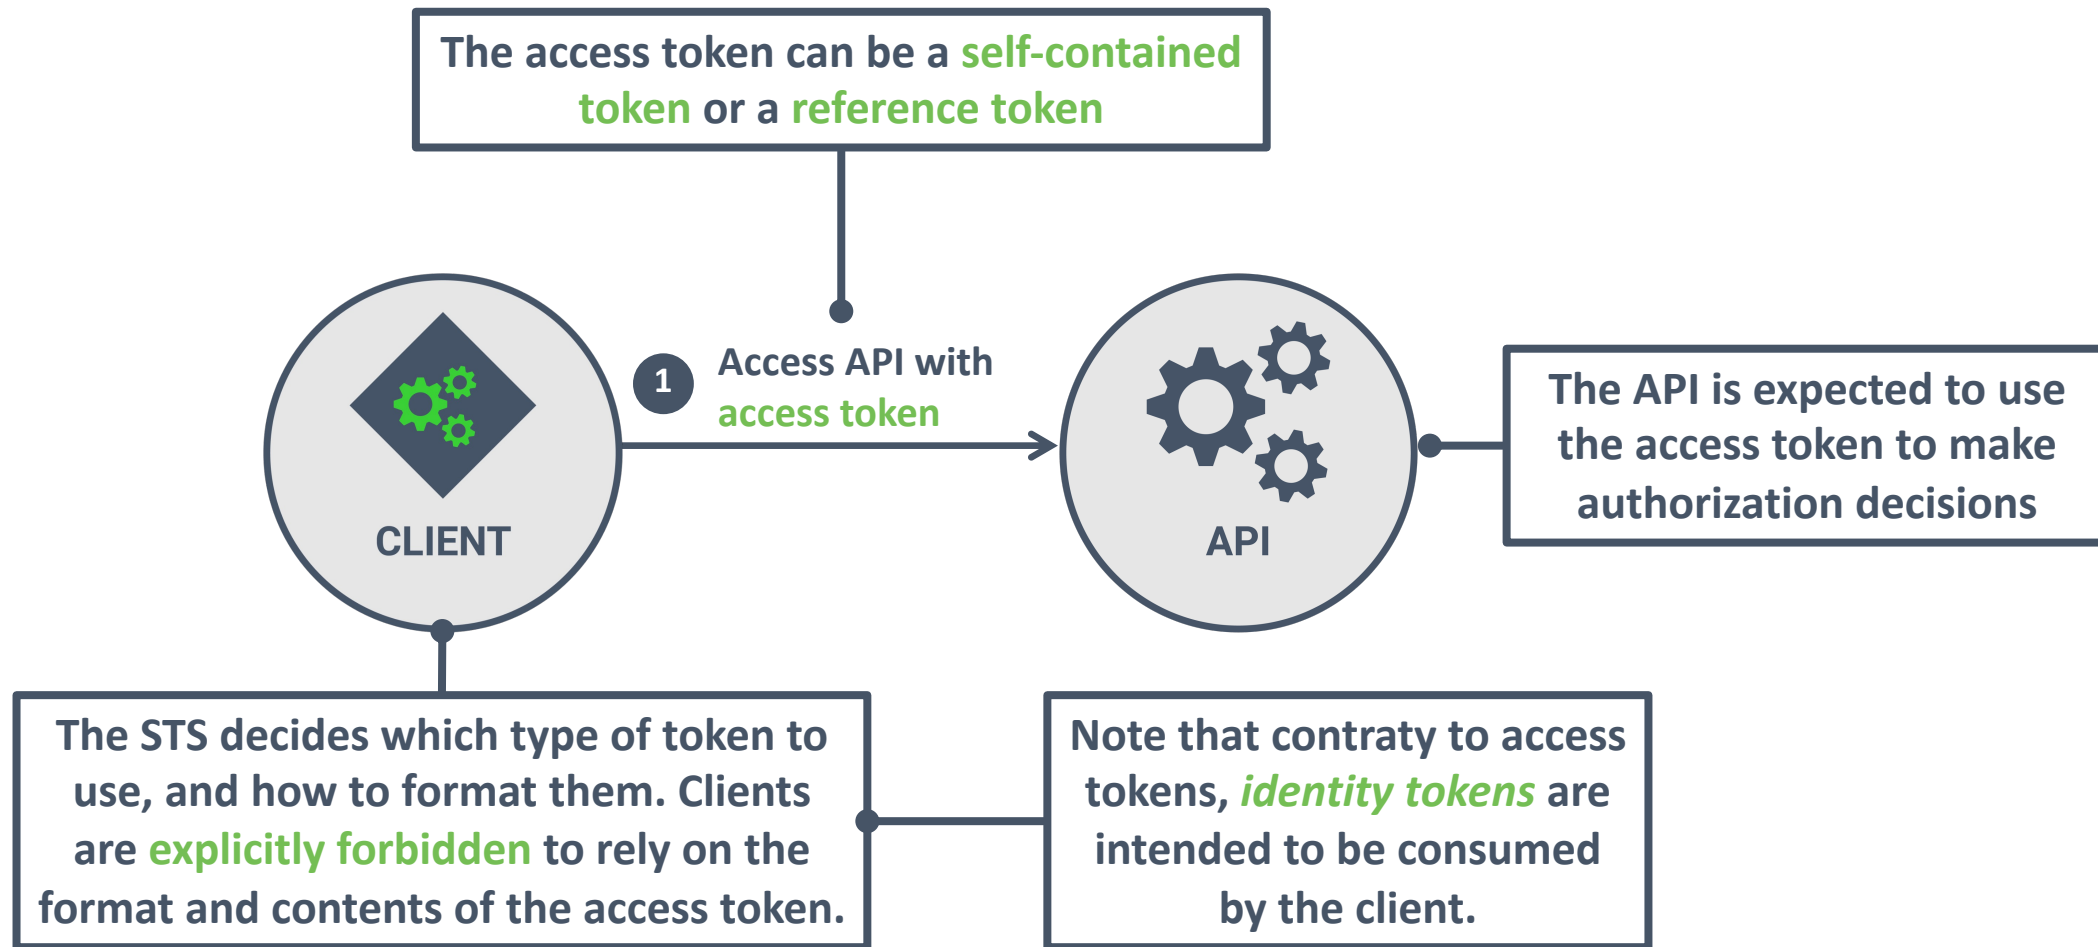 The access token can be a self-contained
token or a reference token
1
Access API with
access token
CLIENT
API
The API is expected to use
the access token to make
authorization decisions
The STS decides which type of token to
use, and how to format them. Clients
are explicitly forbidden to rely on the
format and contents of the access token.
Note that contraty to access
tokens, identity tokens are
intended to be consumed
by the client.